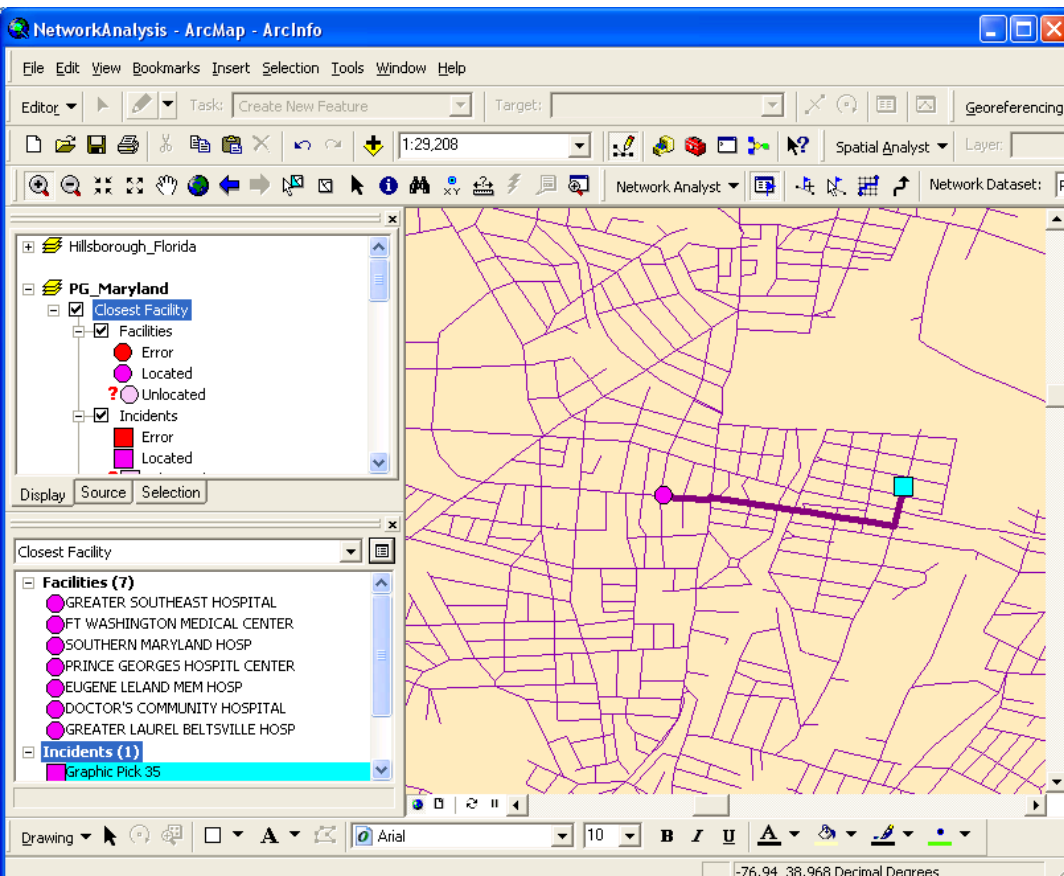 NetworkAnalysis - ArcMap - ArcInfo
File Edit View Bookmarks Insert Selection Tools Window Help
Editor Task: Create New Feature Target: Georeferencing
1:29,208 Spatial Analyst Layer:
Network Analyst Network Dataset:
Hillsborough_Florida
PG_Maryland
Closest Facility
Facilities
Error
Located
? Unlocated
Incidents
Error
Located
Display Source Selection
Closest Facility
Facilities (7)
GREATER SOUTHEAST HOSPITAL
FT WASHINGTON MEDICAL CENTER
SOUTHERN MARYLAND HOSP
PRINCE GEORGES HOSPITL CENTER
EUGENE LELAND MEM HOSP
DOCTOR'S COMMUNITY HOSPITAL
GREATER LAUREL BELTSVILLE HOSP
Incidents (1)
Graphic Pick 35
Drawing A Arial 10 B I U A
-76.94 38.968 Decimal Degrees